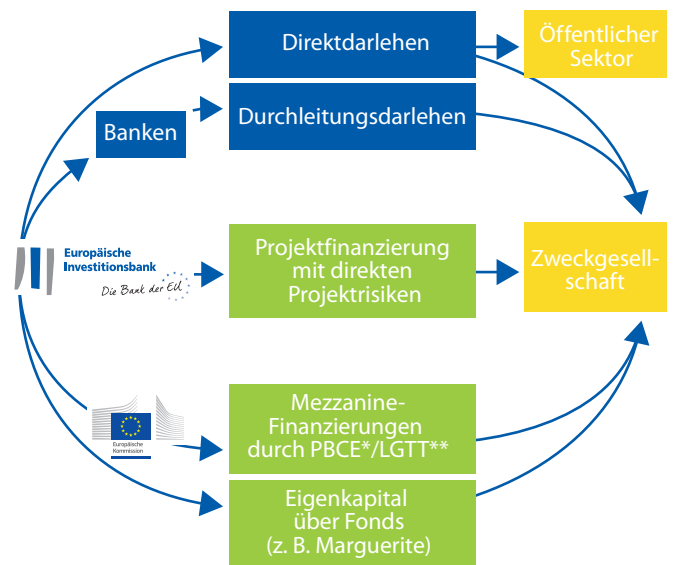 Direktdarlehen
Öffentlicher
Sektor
Banken
Durchleitungsdarlehen
Europäische
Investitionsbank
Die Bank der EU
Projektfinanzierung
mit direkten
Projektrisiken
Zweckgesell-
schaft
Europäische
Kommission
Mezzanine-
Finanzierungen
durch PBCE*/LGTT**
Eigenkapital
über Fonds
(z. B. Marguerite)